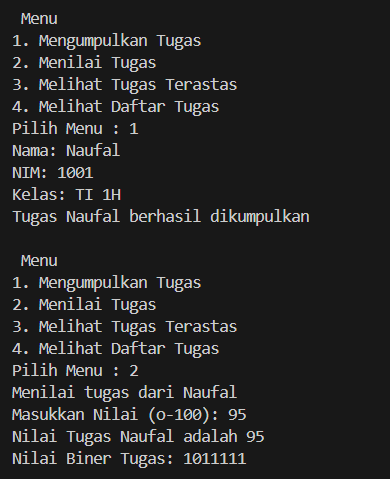 Menu
1. Mengumpulkan Tugas
2. Menilai Tugas
3. Melihat Tugas Terastas
4. Melihat Daftar Tugas
Pilih Menu : 1
Nama: Naufal
NIM: 1001
Kelas: TI 1H
Tugas Naufal berhasil dikumpulkan

Menu
1. Mengumpulkan Tugas
2. Menilai Tugas
3. Melihat Tugas Terastas
4. Melihat Daftar Tugas
Pilih Menu : 2
Menilai tugas dari Naufal
Masukkan Nilai (o-100): 95
Nilai Tugas Naufal adalah 95
Nilai Biner Tugas: 1011111